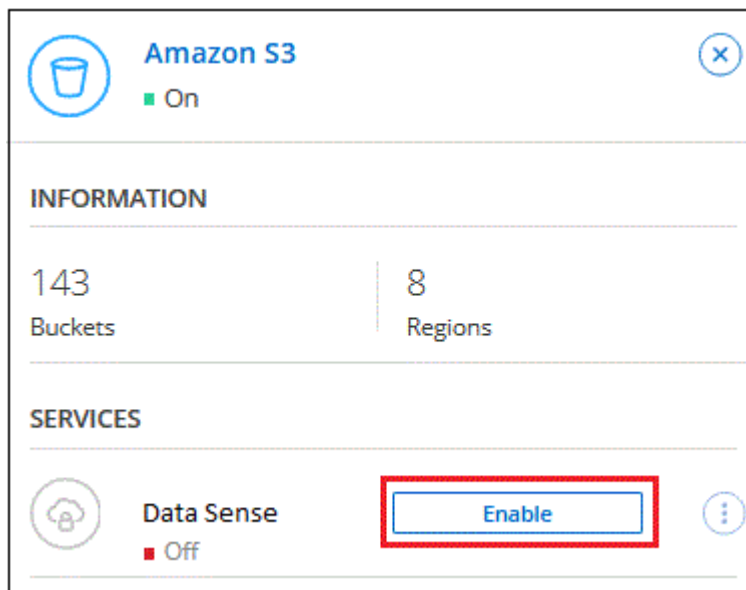 Amazon S3
On
INFORMATION
143
Buckets
8
Regions
SERVICES
Data Sense
Off
Enable